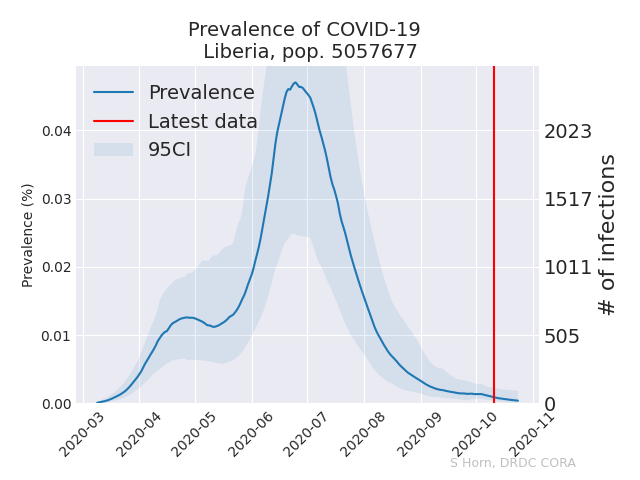 Prevalence of COVID-19
Liberia, pop. 5057677
Prevalence
Latest data
95CI
Prevalence (%)
0.04
0.03
0.02
0.01
0.00
2023
1517
1011
505
0
# of infections
2020-03
2020-04
2020-05
2020-06
2020-07
2020-08
2020-09
2020-10
2020-11
S Horn, DRDC CORA